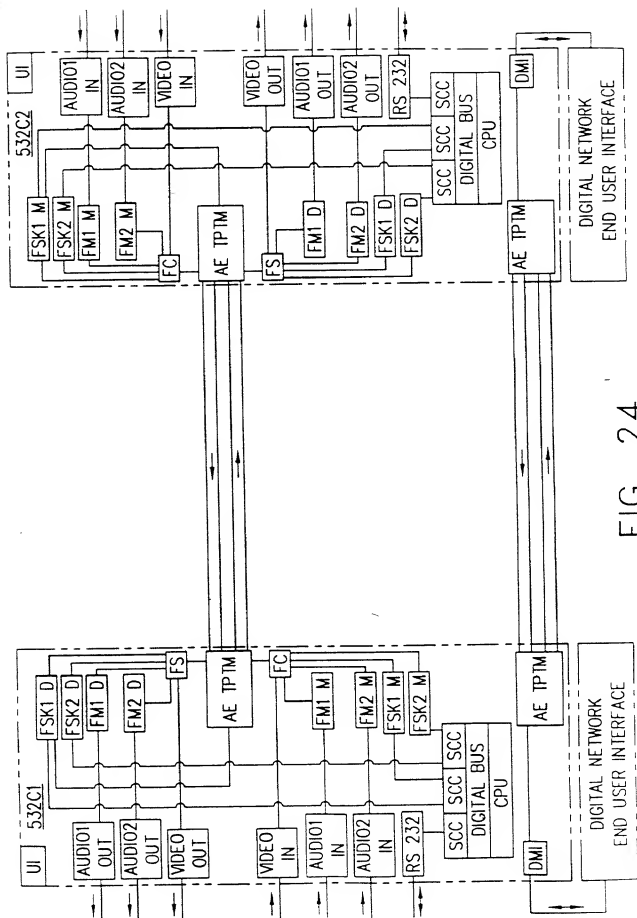 532C1
UI
AUDIO1 OUT
AUDIO2 OUT
VIDEO OUT
VIDEO IN
AUDIO1 IN
AUDIO2 IN
RS 232
FSK1 D
FSK2 D
FM1 D
FM2 D
FS
AE TPTM
FC
FM1 M
FM2 M
FSK1 M
FSK2 M
SCC
SCC
SCC
DIGITAL BUS
CPU
DMI
AE TPTM
DIGITAL NETWORK
END USER INTERFACE
532C2
UI
AUDIO1 IN
AUDIO2 IN
VIDEO IN
VIDEO OUT
AUDIO1 OUT
AUDIO2 OUT
RS 232
FSK1 M
FSK2 M
FM1 M
FM2 M
FC
AE TPTM
FS
FM1 D
FM2 D
FSK1 D
FSK2 D
SCC
SCC
SCC
DIGITAL BUS
CPU
DMI
AE TPTM
DIGITAL NETWORK
END USER INTERFACE
FIG. 24